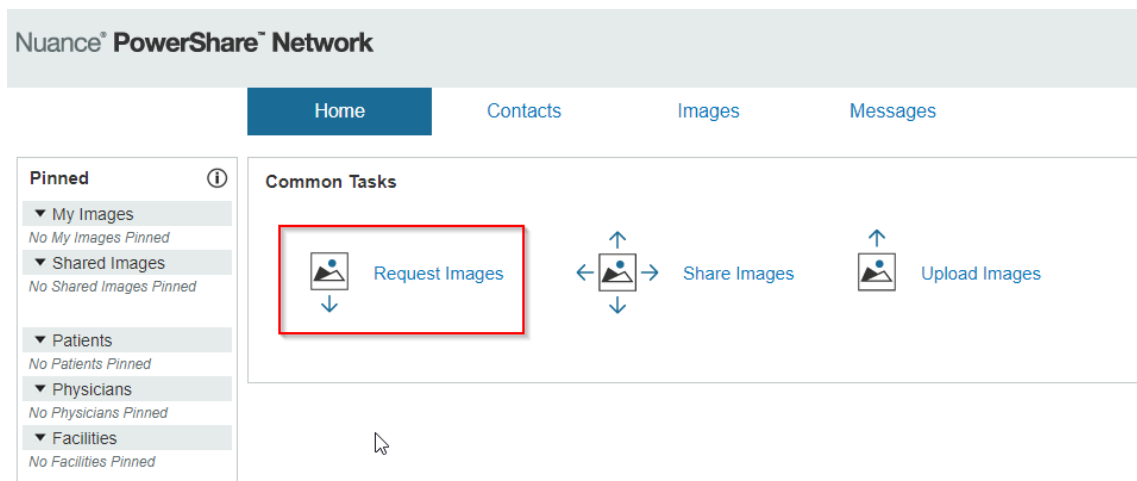 Nuance® PowerShare™ Network
Home Contacts Images Messages
Pinned
My Images
No My Images Pinned
Shared Images
No Shared Images Pinned
Patients
No Patients Pinned
Physicians
No Physicians Pinned
Facilities
No Facilities Pinned
Common Tasks
Request Images Share Images Upload Images